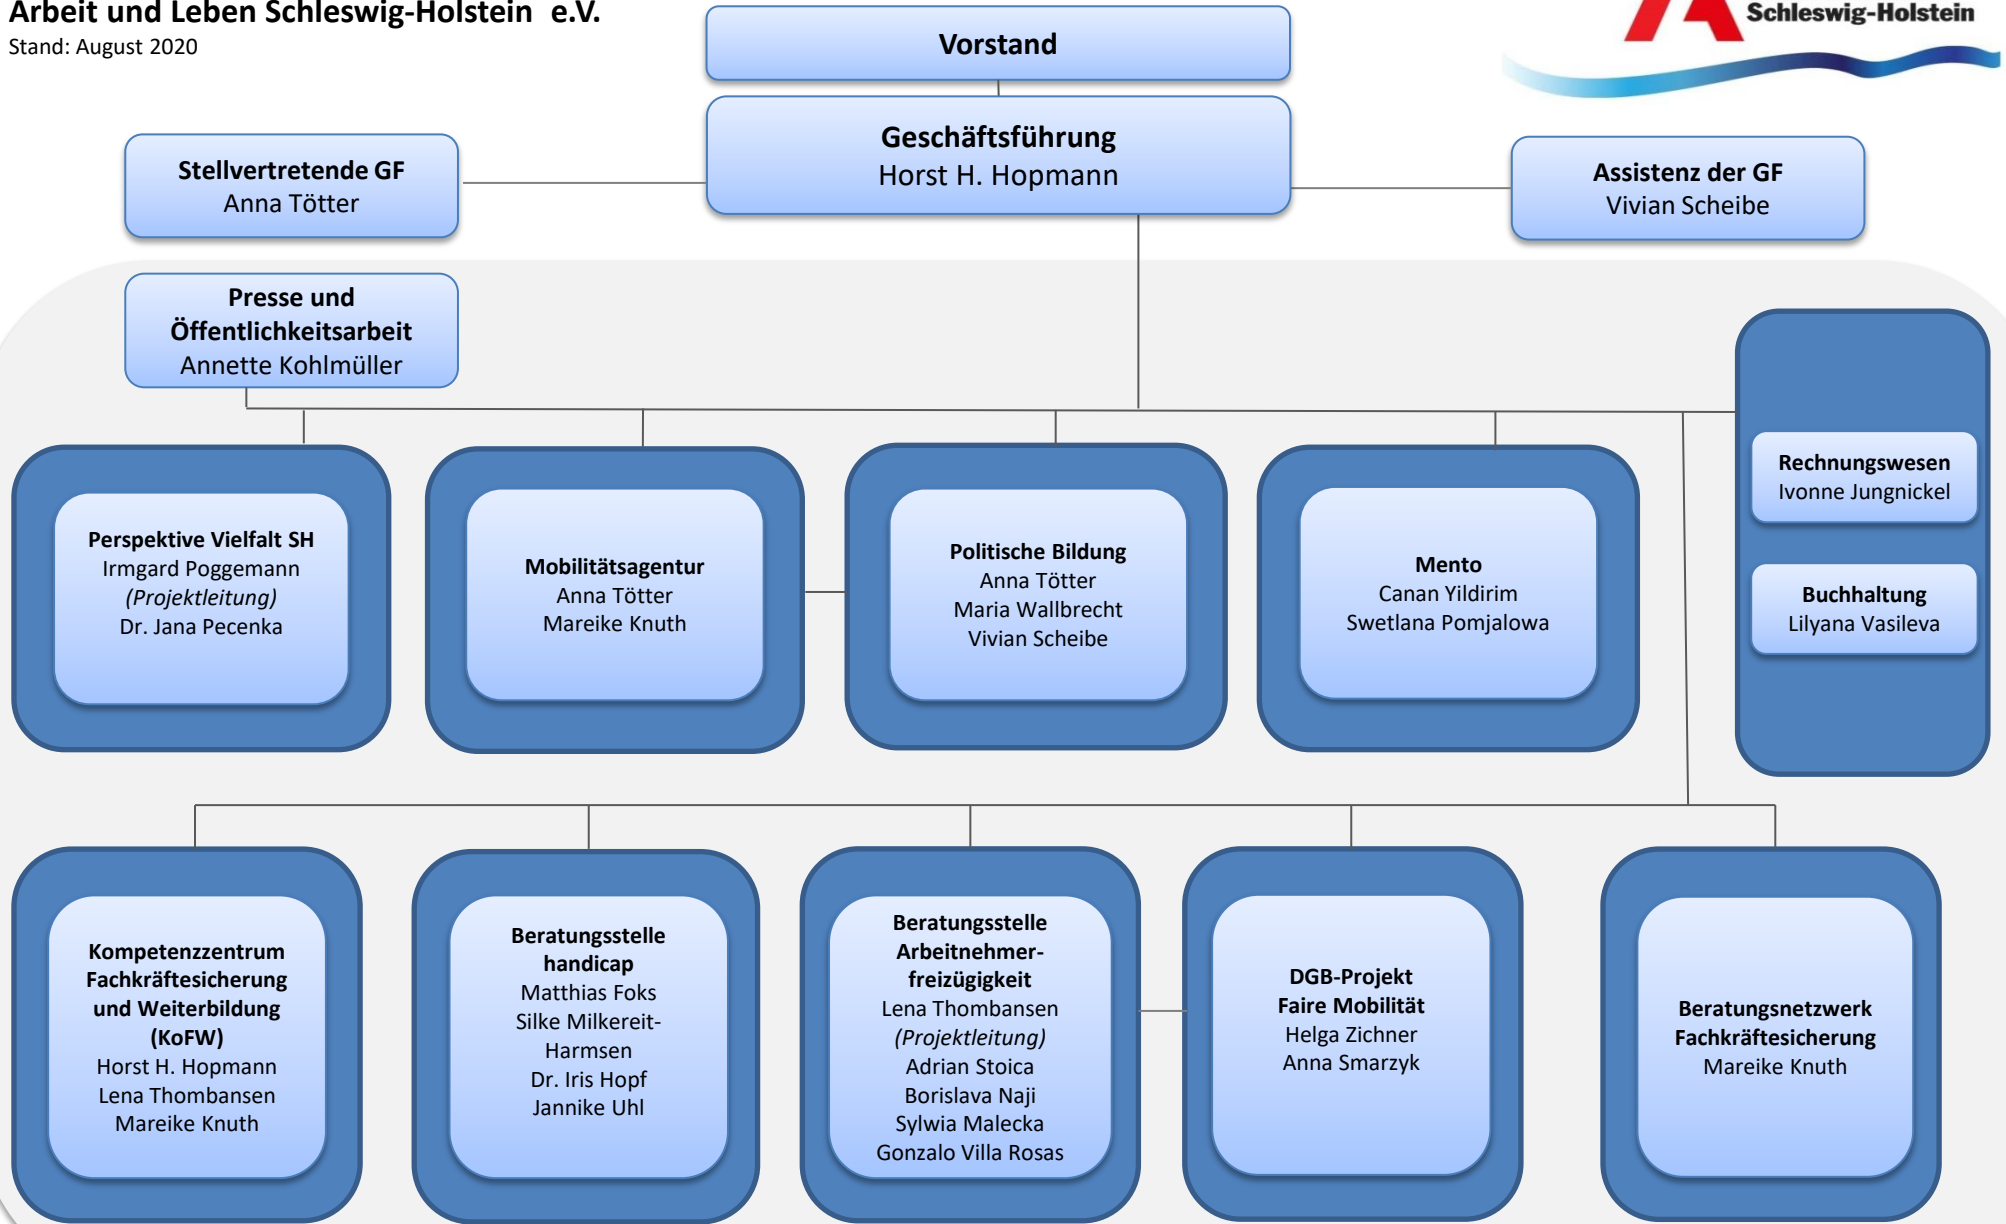 Arbeit und Leben Schleswig-Holstein e.V.
Stand: August 2020
Schleswig-Holstein
Vorstand
Geschäftsführung
Horst H. Hopmann
Stellvertretende GF
Anna Tötter
Assistenz der GF
Vivian Scheibe
Presse und
Öffentlichkeitsarbeit
Annette Kohlmüller
Rechnungswesen
Ivonne Jungnickel
Buchhaltung
Lilyana Vasileva
Perspektive Vielfalt SH
Irmgard Poggemann
(Projektleitung)
Dr. Jana Pecenka
Mobilitätsagentur
Anna Tötter
Mareike Knuth
Politische Bildung
Anna Tötter
Maria Wallbrecht
Vivian Scheibe
Mento
Canan Yildirim
Swetlana Pomjalowa
Kompetenzzentrum
Fachkräftesicherung
und Weiterbildung
(KoFW)
Horst H. Hopmann
Lena Thombansen
Mareike Knuth
Beratungsstelle
handicap
Matthias Foks
Silke Milkereit-
Harmsen
Dr. Iris Hopf
Jannike Uhl
Beratungsstelle
Arbeitnehmer-
freizügigkeit
Lena Thombansen
(Projektleitung)
Adrian Stoica
Borislava Naji
Sylwia Malecka
Gonzalo Villa Rosas
DGB-Projekt
Faire Mobilität
Helga Zichner
Anna Smarzyk
Beratungsnetzwerk
Fachkräftesicherung
Mareike Knuth